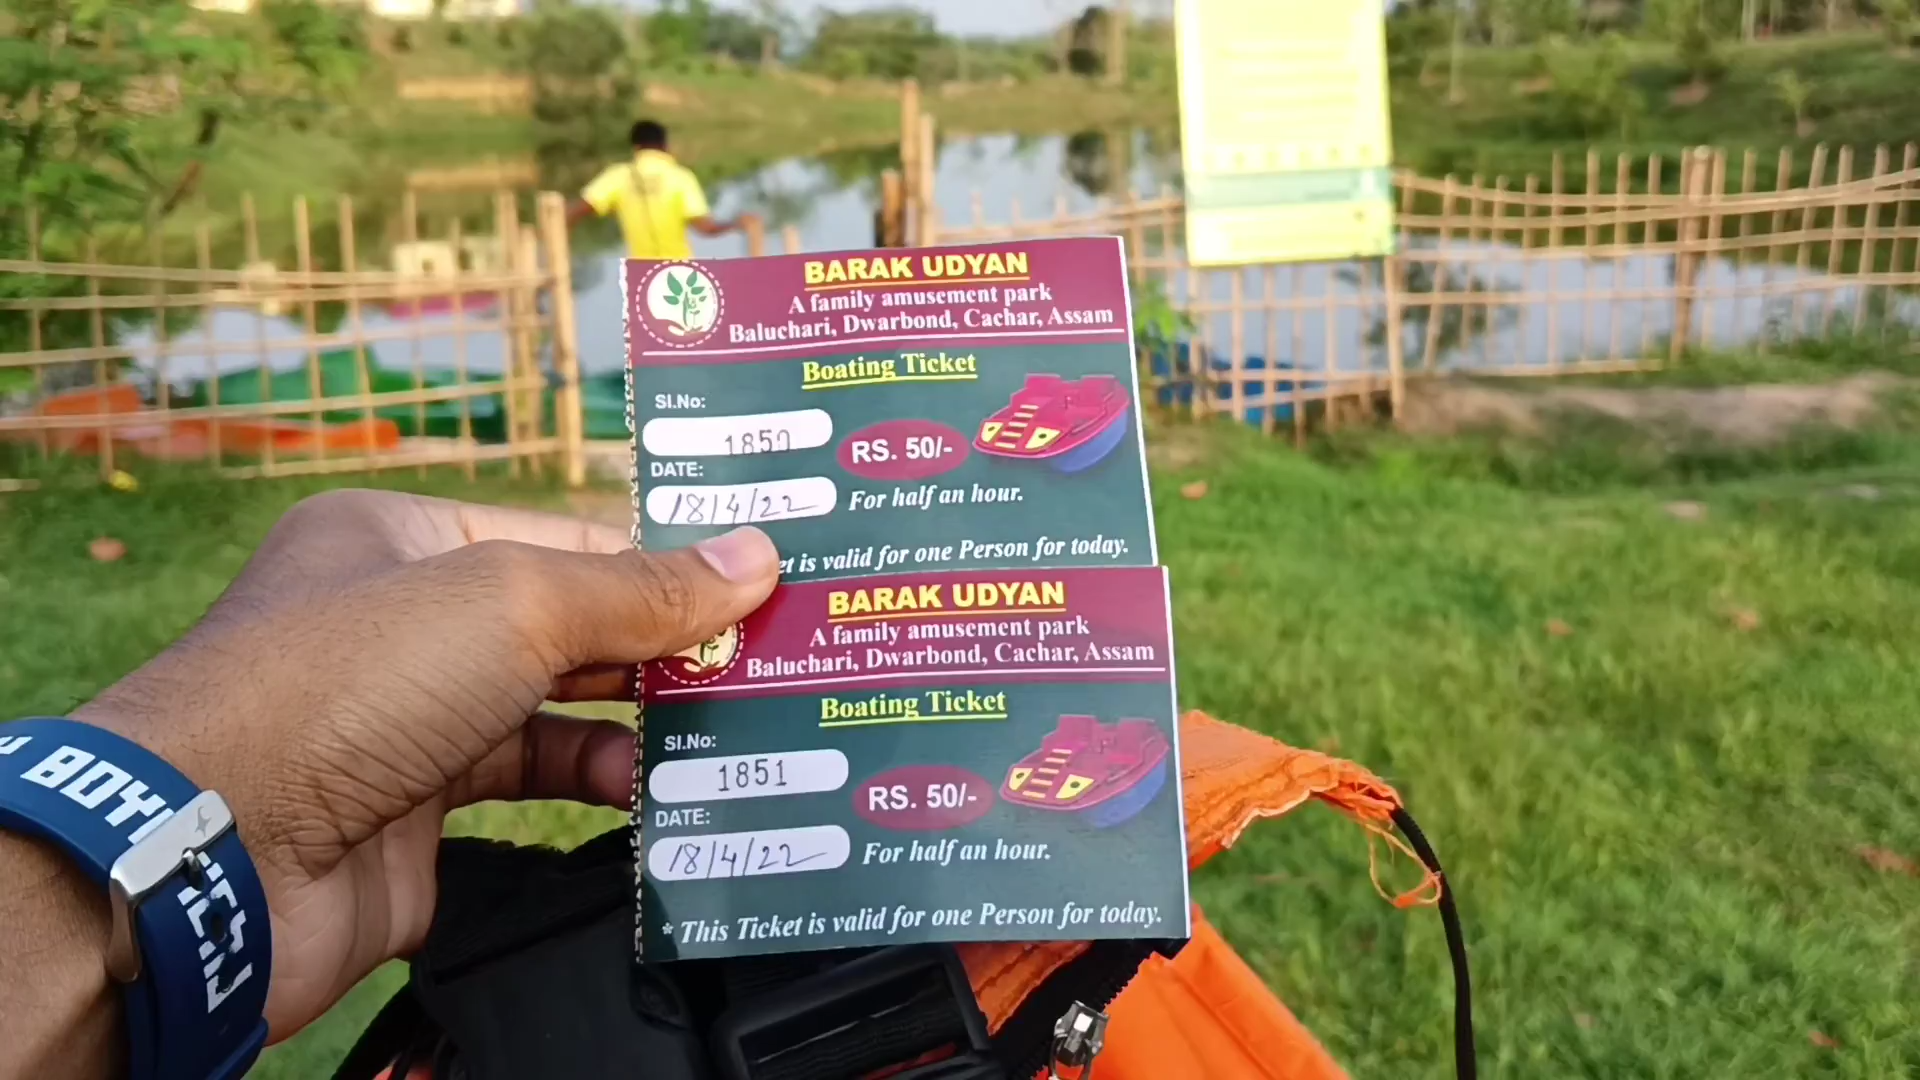 BARAK UDYAN
A family amusement park
Baluchari, Dwarbond, Cachar, Assam
Boating Ticket
Sl.No:
1850
RS. 50/-
DATE:
18/4/22
For half an hour.
is valid for one Person for today.
BARAK UDYAN
A family amusement park
Baluchari, Dwarbond, Cachar, Assam
Boating Ticket
Sl.No:
1851
RS. 50/-
DATE:
18/4/22
For half an hour.
* This Ticket is valid for one Person for today.